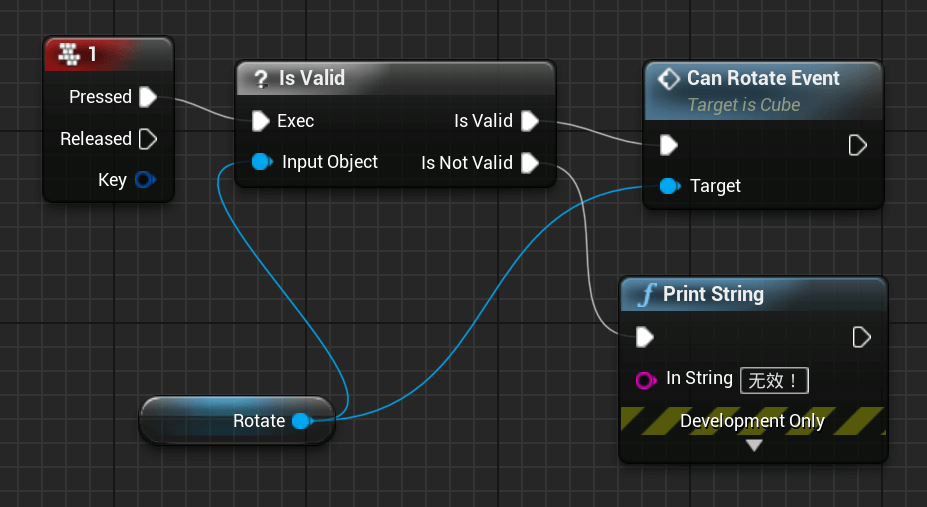 1
Pressed
Released
Key
? Is Valid
Exec
Is Valid
Input Object
Is Not Valid
Can Rotate Event
Target is Cube
Target
f Print String
In String 无效！
Development Only
Rotate